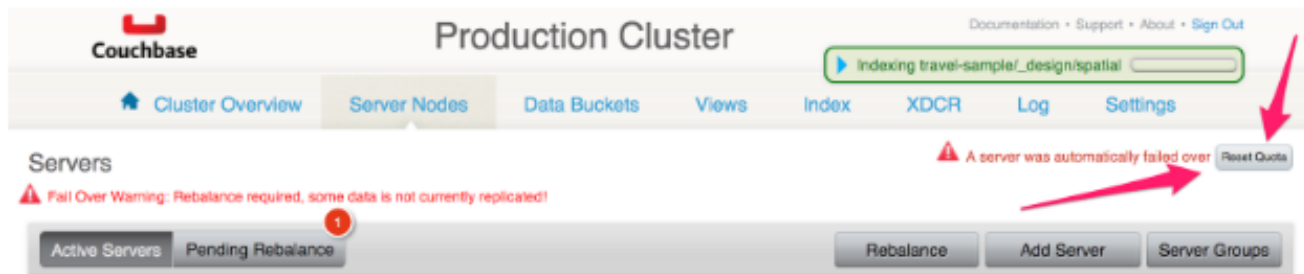 Couchbase
Production Cluster
Documentation • Support • About • Sign Out
Indexing travel-sample/_design/spatial
Cluster Overview Server Nodes Data Buckets Views Index XDCR Log Settings
Servers
A server was automatically failed over Reset Quota
Fail Over Warning: Rebalance required, some data is not currently replicated!
1
Active Servers Pending Rebalance Rebalance Add Server Server Groups